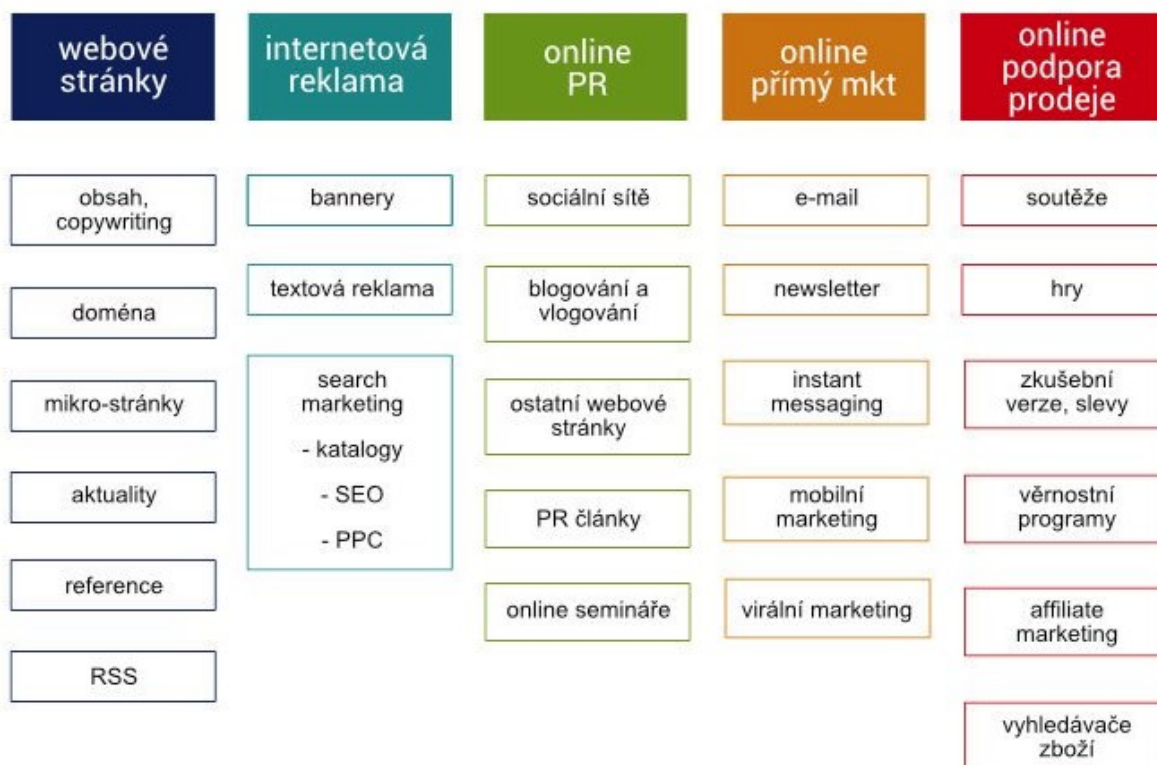 webové
stránky
obsah,
copywriting
doména
mikro-stránky
aktuality
reference
RSS
internetová
reklama
bannery
textová reklama
search
marketing
- katalogy
- SEO
- PPC
online
PR
sociální sítě
blogování a
vlogování
ostatní webové
stránky
PR články
online semináře
online
přímý mkt
e-mail
newsletter
instant
messaging
mobilní
marketing
virální marketing
online
podpora
prodeje
soutěže
hry
zkušební
verze, slevy
věrnostní
programy
affiliate
marketing
vyhledávače
zboží